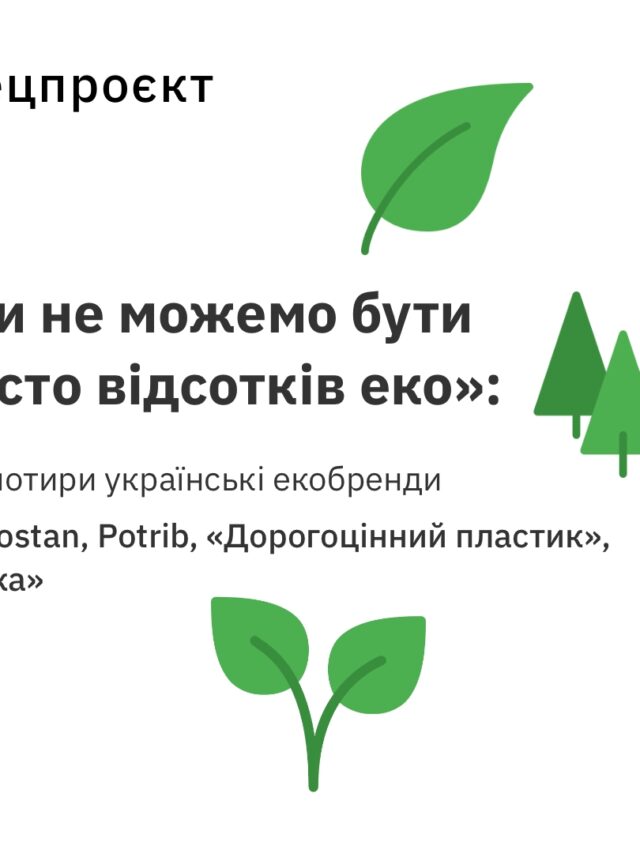 ецпроєкт
и не можемо бути
сто відсотків еко»:
отири українські екобренди
ostan, Potrib, «Дорогоцінний пластик»,
ка»